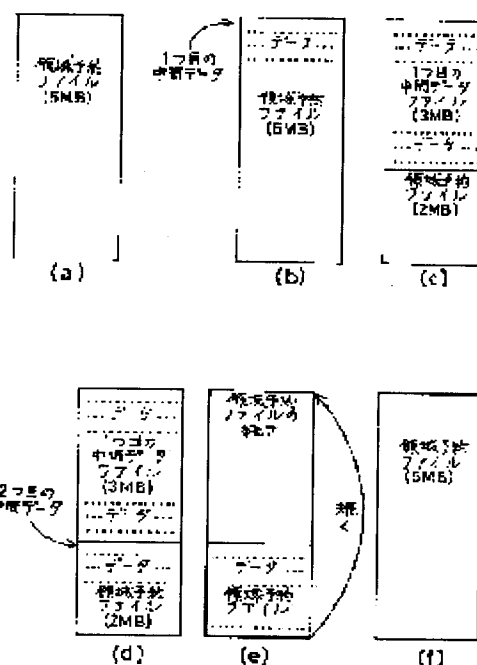 領域予約
ファイル
(5MB)
(a)
1つ目の
中間データ
データ
領域予約
ファイル
(5MB)
(b)
データ
1つ目の
中間データ
ファイル
(3MB)
データ
領域予約
ファイル
(2MB)
(c)
2つ目の
中間データ
データ
1つ目の
中間データ
ファイル
(3MB)
データ
データ
領域予約
ファイル
(2MB)
(d)
領域予約
ファイルの
続き
データ
領域予約
ファイル
(e)
続く
領域予約
ファイル
(5MB)
(f)